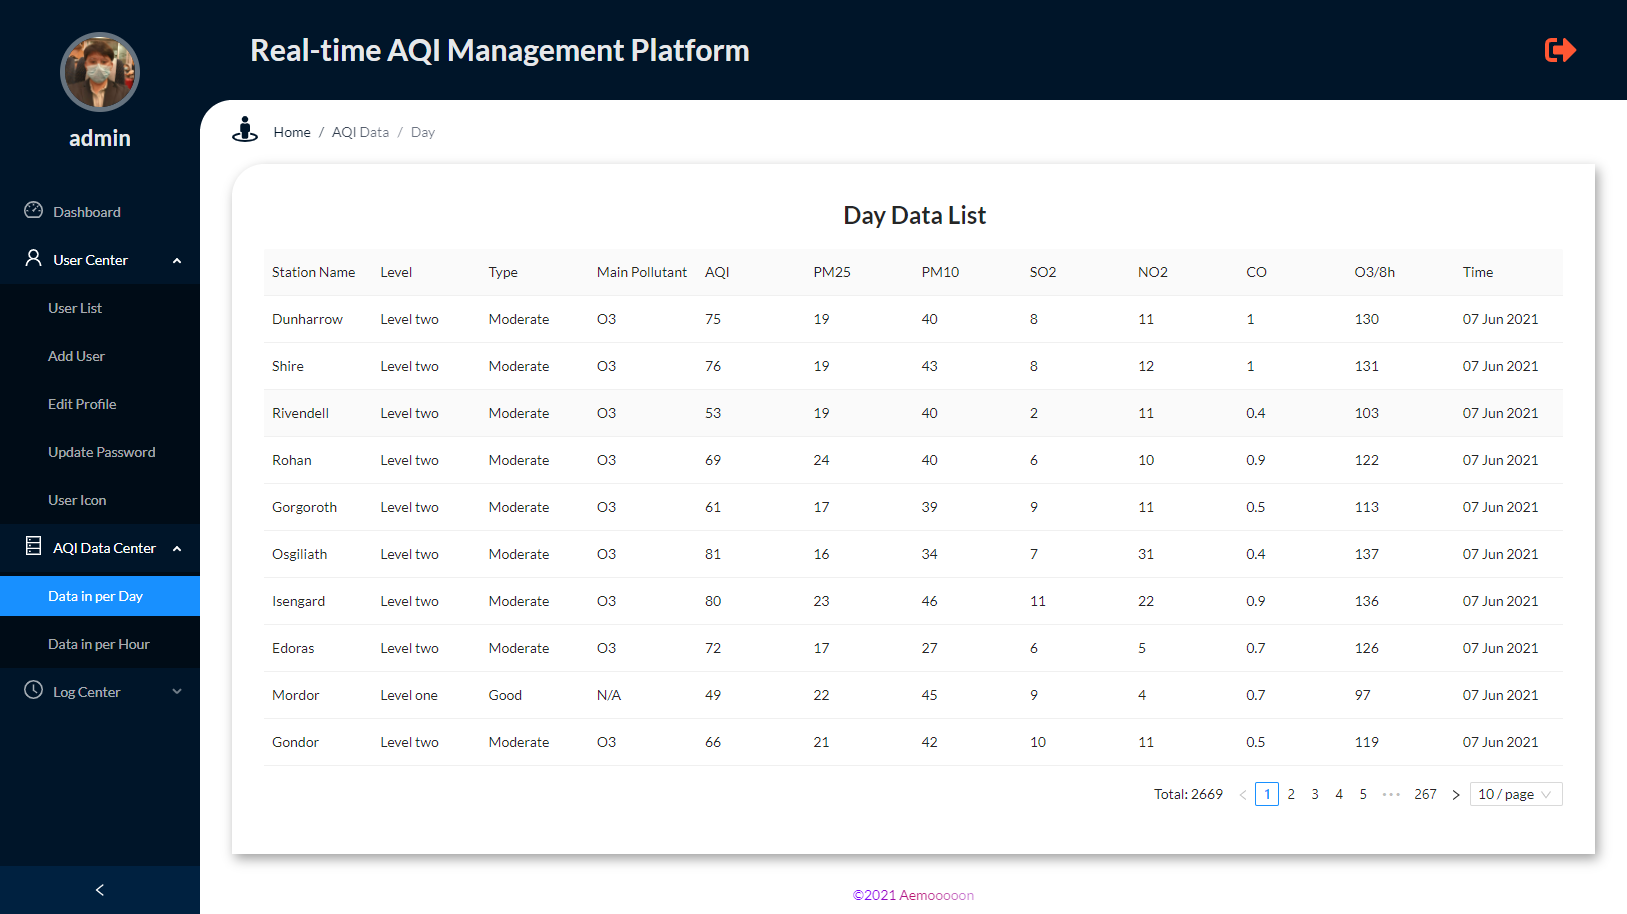 admin
Dashboard
User Center
User List
Add User
Edit Profile
Update Password
User Icon
AQI Data Center
Data in per Day
Data in per Hour
Log Center
Real-time AQI Management Platform
Home / AQI Data / Day
Day Data List
Station Name Level Type Main Pollutant AQI PM25 PM10 SO2 NO2 CO O3/8h Time
Dunharrow Level two Moderate O3 75 19 40 8 11 1 130 07 Jun 2021
Shire Level two Moderate O3 76 19 43 8 12 1 131 07 Jun 2021
Rivendell Level two Moderate O3 53 19 40 2 11 0.4 103 07 Jun 2021
Rohan Level two Moderate O3 69 24 40 6 10 0.9 122 07 Jun 2021
Gorgoroth Level two Moderate O3 61 17 39 9 11 0.5 113 07 Jun 2021
Osgiliath Level two Moderate O3 81 16 34 7 31 0.4 137 07 Jun 2021
Isengard Level two Moderate O3 80 23 46 11 22 0.9 136 07 Jun 2021
Edoras Level two Moderate O3 72 17 27 6 5 0.7 126 07 Jun 2021
Mordor Level one Good N/A 49 22 45 9 4 0.7 97 07 Jun 2021
Gondor Level two Moderate O3 66 21 42 10 11 0.5 119 07 Jun 2021
Total: 2669 < 1 2 3 4 5 ••• 267 > 10 / page
©2021 Aemooooon